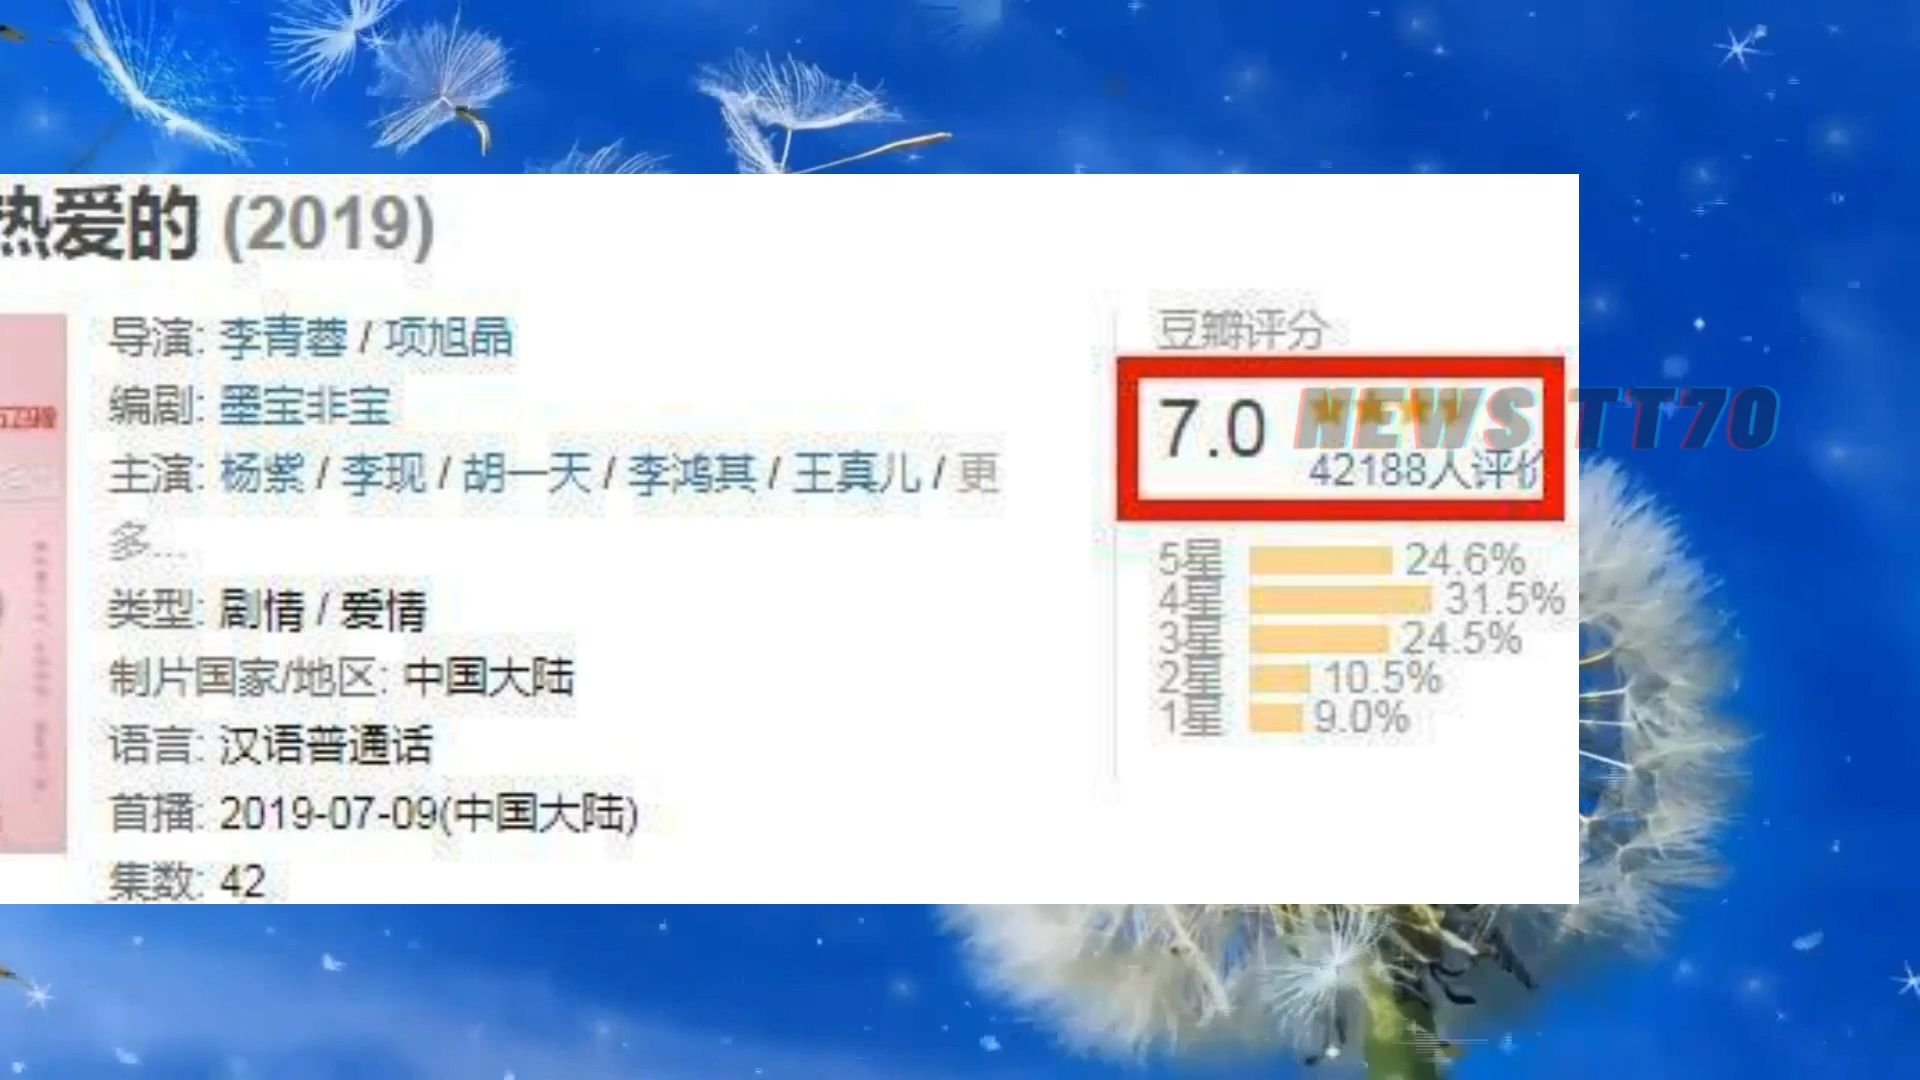 热爱的 (2019)
导演: 李青蓉 / 项旭晶
编剧: 墨宝非宝
主演: 杨紫 / 李现 / 胡一天 / 李鸿其 / 王真儿 / 更
多...
类型: 剧情 / 爱情
制片国家/地区: 中国大陆
语言: 汉语普通话
首播: 2019-07-09(中国大陆)
集数: 42
豆瓣评分
7.0
42188人评价
NEWS TT70
5星 24.6%
4星 31.5%
3星 24.5%
2星 10.5%
1星 9.0%